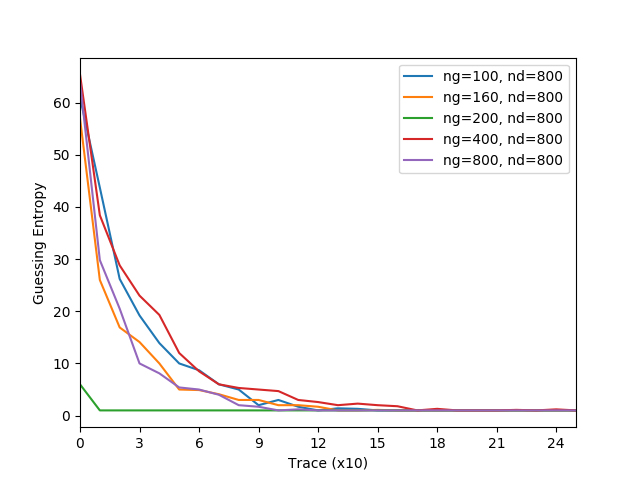 ng=100, nd=800
ng=160, nd=800
ng=200, nd=800
ng=400, nd=800
ng=800, nd=800
Guessing Entropy
60
50
40
30
20
10
0
0 3 6 9 12 15 18 21 24
Trace (x10)